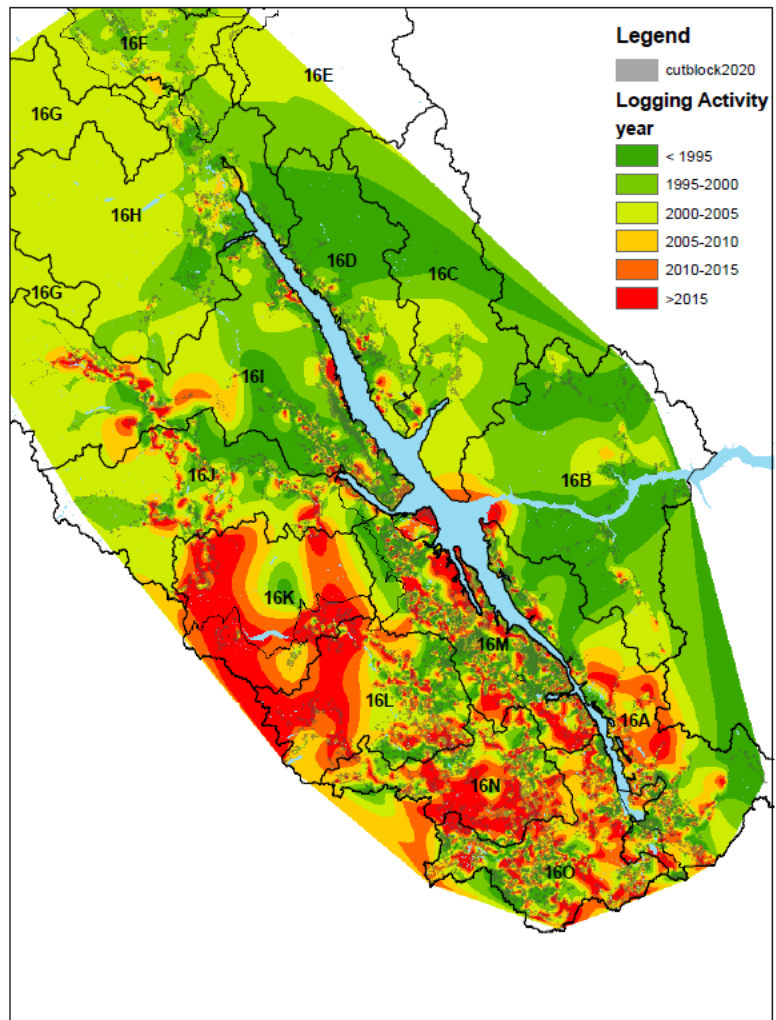 Legend
cutblock2020
Logging Activity
year
< 1995
1995-2000
2000-2005
2005-2010
2010-2015
>2015
16F
16E
16G
16H
16D
16C
16G
16I
16J
16B
16K
16M
16L
16A
16N
16O